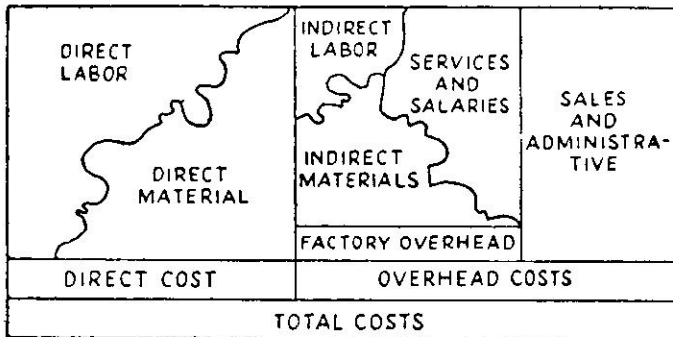 DIRECT
LABOR
DIRECT
MATERIAL
INDIRECT
LABOR
SERVICES
AND
SALARIES
INDIRECT
MATERIALS
FACTORY OVERHEAD
SALES
AND
ADMINISTRA-
TIVE
DIRECT COST
OVERHEAD COSTS
TOTAL COSTS